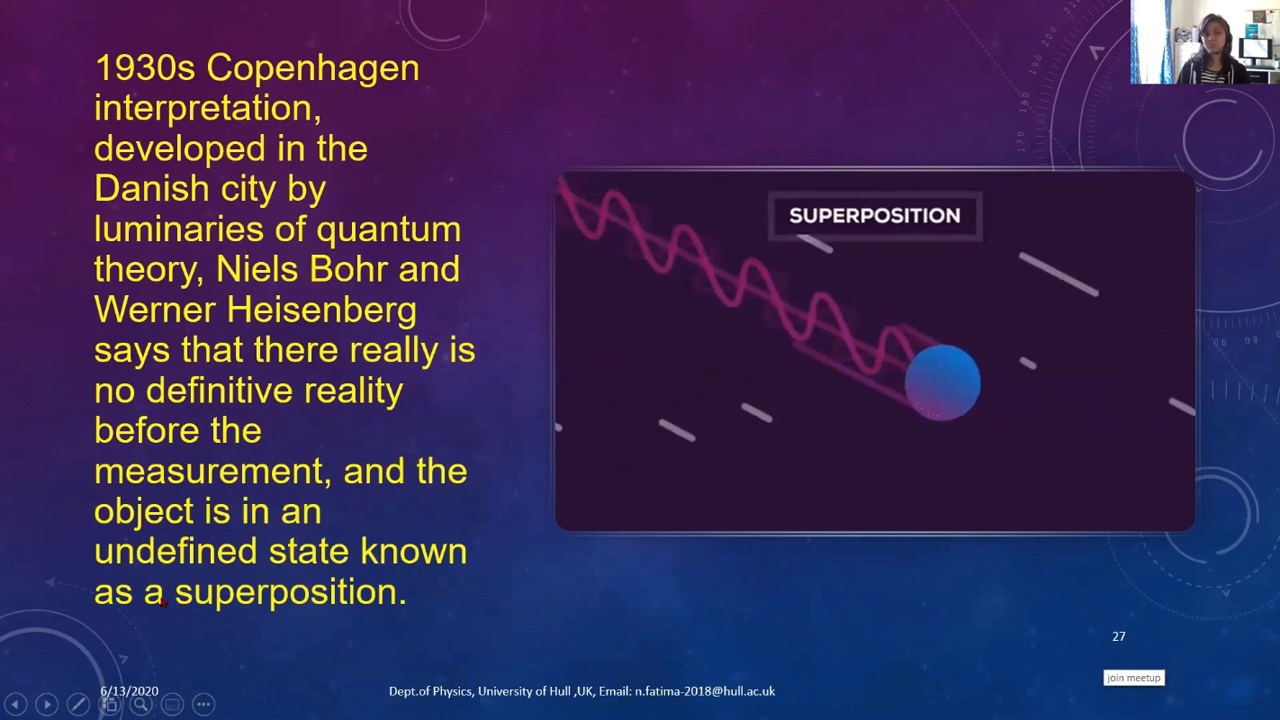 1930s Copenhagen
interpretation,
developed in the
Danish city by
luminaries of quantum
theory, Niels Bohr and
Werner Heisenberg
says that there really is
no definitive reality
before the
measurement, and the
object is in an
undefined state known
as a superposition.
SUPERPOSITION
27
join meetup
6/13/2020
Dept.of Physics, University of Hull ,UK, Email: n.fatima-2018@hull.ac.uk